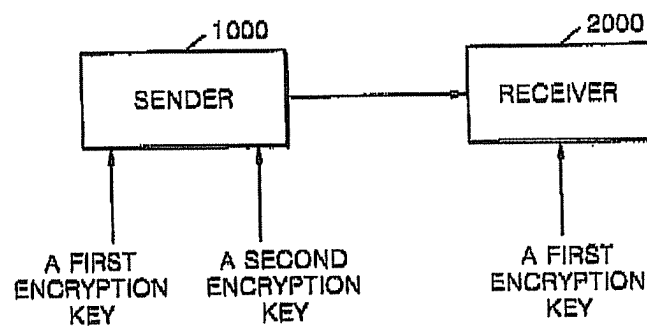 1000
2000
SENDER
RECEIVER
A FIRST
ENCRYPTION
KEY
A SECOND
ENCRYPTION
KEY
A FIRST
ENCRYPTION
KEY